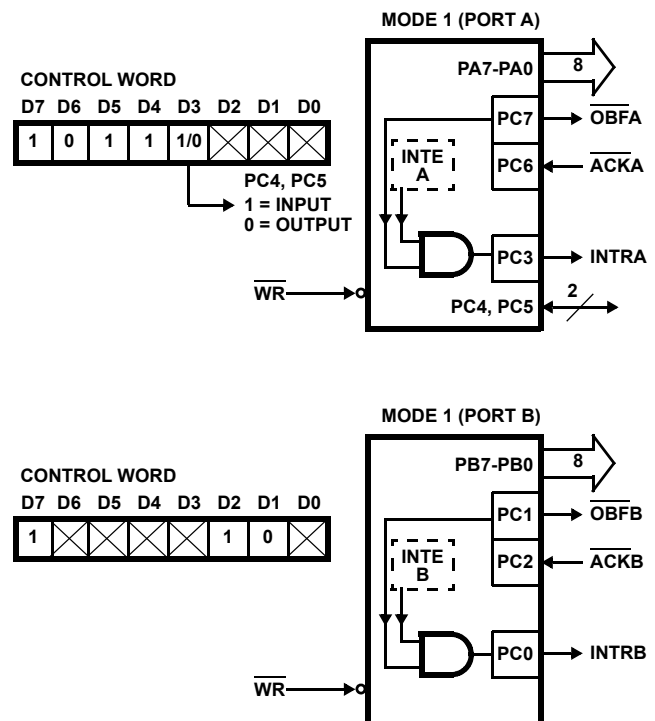 MODE 1 (PORT A)
CONTROL WORD
D7 D6 D5 D4 D3 D2 D1 D0
1 0 1 1 1/0
PC4, PC5
1 = INPUT
0 = OUTPUT
PA7-PA0
8
PC7
OBFA
INTE
A
PC6
ACKA
PC3
INTRA
WR
PC4, PC5
2
MODE 1 (PORT B)
CONTROL WORD
D7 D6 D5 D4 D3 D2 D1 D0
1 1 0
PB7-PB0
8
PC1
OBFB
INTE
B
PC2
ACKB
PC0
INTRB
WR